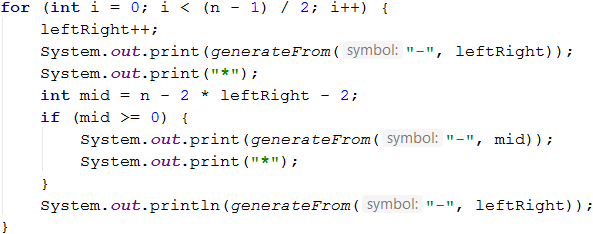 for (int i = 0; i < (n - 1) / 2; i++) {
leftRight++;
System.out.print(generateFrom( symbol: "-", leftRight));
System.out.print("*");
int mid = n - 2 * leftRight - 2;
if (mid >= 0) {
System.out.print(generateFrom( symbol: "-", mid));
System.out.print("*");
}
System.out.println(generateFrom( symbol: "-", leftRight));
}